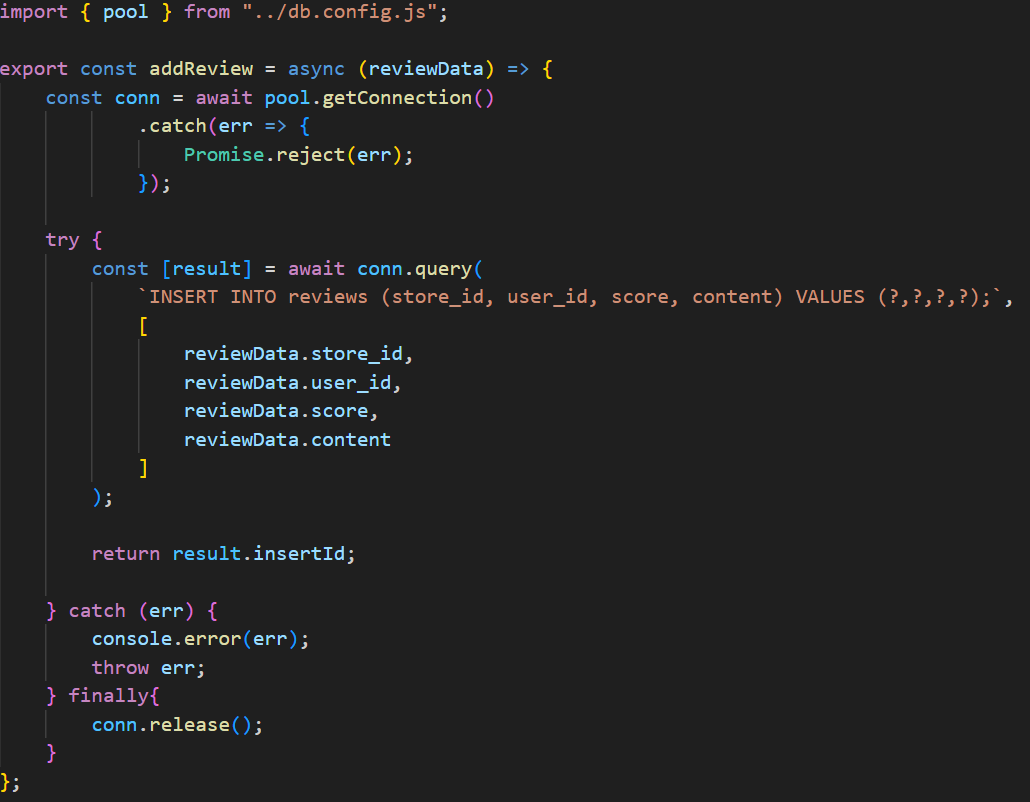 import { pool } from "../db.config.js";
export const addReview = async (reviewData) => {
const conn = await pool.getConnection()
.catch(err => {
Promise.reject(err);
});
try {
const [result] = await conn.query(
`INSERT INTO reviews (store_id, user_id, score, content) VALUES (?,?,?,?);`,
[
reviewData.store_id,
reviewData.user_id,
reviewData.score,
reviewData.content
]
);
return result.insertId;
} catch (err) {
console.error(err);
throw err;
} finally{
conn.release();
}
};